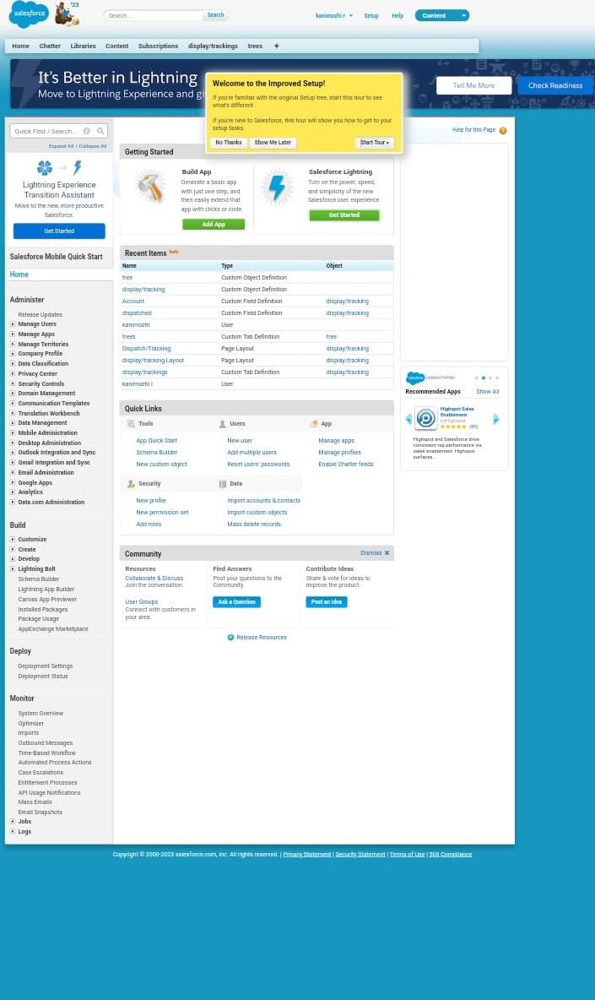 salesforce
'23
Search...
Search
kanimozhi r
Setup
Help
Content
Home
Chatter
Libraries
Content
Subscriptions
display/trackings
trees
+
It's Better in Lightning
Move to Lightning Experience and gi
Tell Me More
Check Readiness
Welcome to the Improved Setup!
If you're familiar with the original Setup tree, start this tour to see
what's different.
If you're new to Salesforce, this tour will show you how to get to your
setup tasks.
No Thanks
Show Me Later
Start Tour »
Quick Find / Search...
Expand All | Collapse All
Lightning Experience
Transition Assistant
Move to the new, more productive
Salesforce.
Get Started
Salesforce Mobile Quick Start
Home
Administer
Release Updates
Manage Users
Manage Apps
Manage Territories
Company Profile
Data Classification
Privacy Center
Security Controls
Domain Management
Communication Templates
Translation Workbench
Data Management
Mobile Administration
Desktop Administration
Outlook Integration and Sync
Gmail Integration and Sync
Email Administration
Google Apps
Analytics
Data.com Administration
Build
Customize
Create
Develop
Lightning Bolt
Schema Builder
Lightning App Builder
Canvas App Previewer
Installed Packages
Package Usage
AppExchange Marketplace
Deploy
Deployment Settings
Deployment Status
Monitor
System Overview
Optimizer
Imports
Outbound Messages
Time-Based Workflow
Automated Process Actions
Case Escalations
Entitlement Processes
API Usage Notifications
Mass Emails
Email Snapshots
Jobs
Logs
Help for this Page
Getting Started
Build App
Generate a basic app
with just one step, and
then easily extend that
app with clicks or code.
Add App
Salesforce Lightning
Turn on the power, speed,
and simplicity of the new
Salesforce user experience
Get Started
Recent Items beta
Name Type Object
tree Custom Object Definition
display/tracking Custom Object Definition
Account Custom Field Definition display/tracking
dispatched Custom Field Definition display/tracking
kanimozhi User
trees Custom Tab Definition tree
Dispatch/Tracking Page Layout display/tracking
display/tracking Layout Page Layout display/tracking
display/trackings Custom Tab Definition display/tracking
kanimozhi r User
Quick Links
Tools Users App
App Quick Start New user Manage apps
Schema Builder Add multiple users Manage profiles
New custom object Reset users' passwords Enable Chatter feeds
Security Data
New profile Import accounts & contacts
New permission set Import custom objects
Add roles Mass delete records
Community
Dismiss
Resources
Collaborate & Discuss
Join the conversation.
User Groups
Connect with customers in
your area.
Find Answers
Post your questions to the
Community.
Ask a Question
Contribute Ideas
Share & vote for ideas to
improve the product.
Post an Idea
Release Resources
salesforce appexchange
Recommended Apps
Show All
Highspot Sales
Enablement
by Highspot
(89)
Highspot and Salesforce drive
consistent rep performance via
sales enablement. Highspot
surfaces...
Copyright © 2000-2023 salesforce.com, inc. All rights reserved. | Privacy Statement | Security Statement | Terms of Use | 508 Compliance